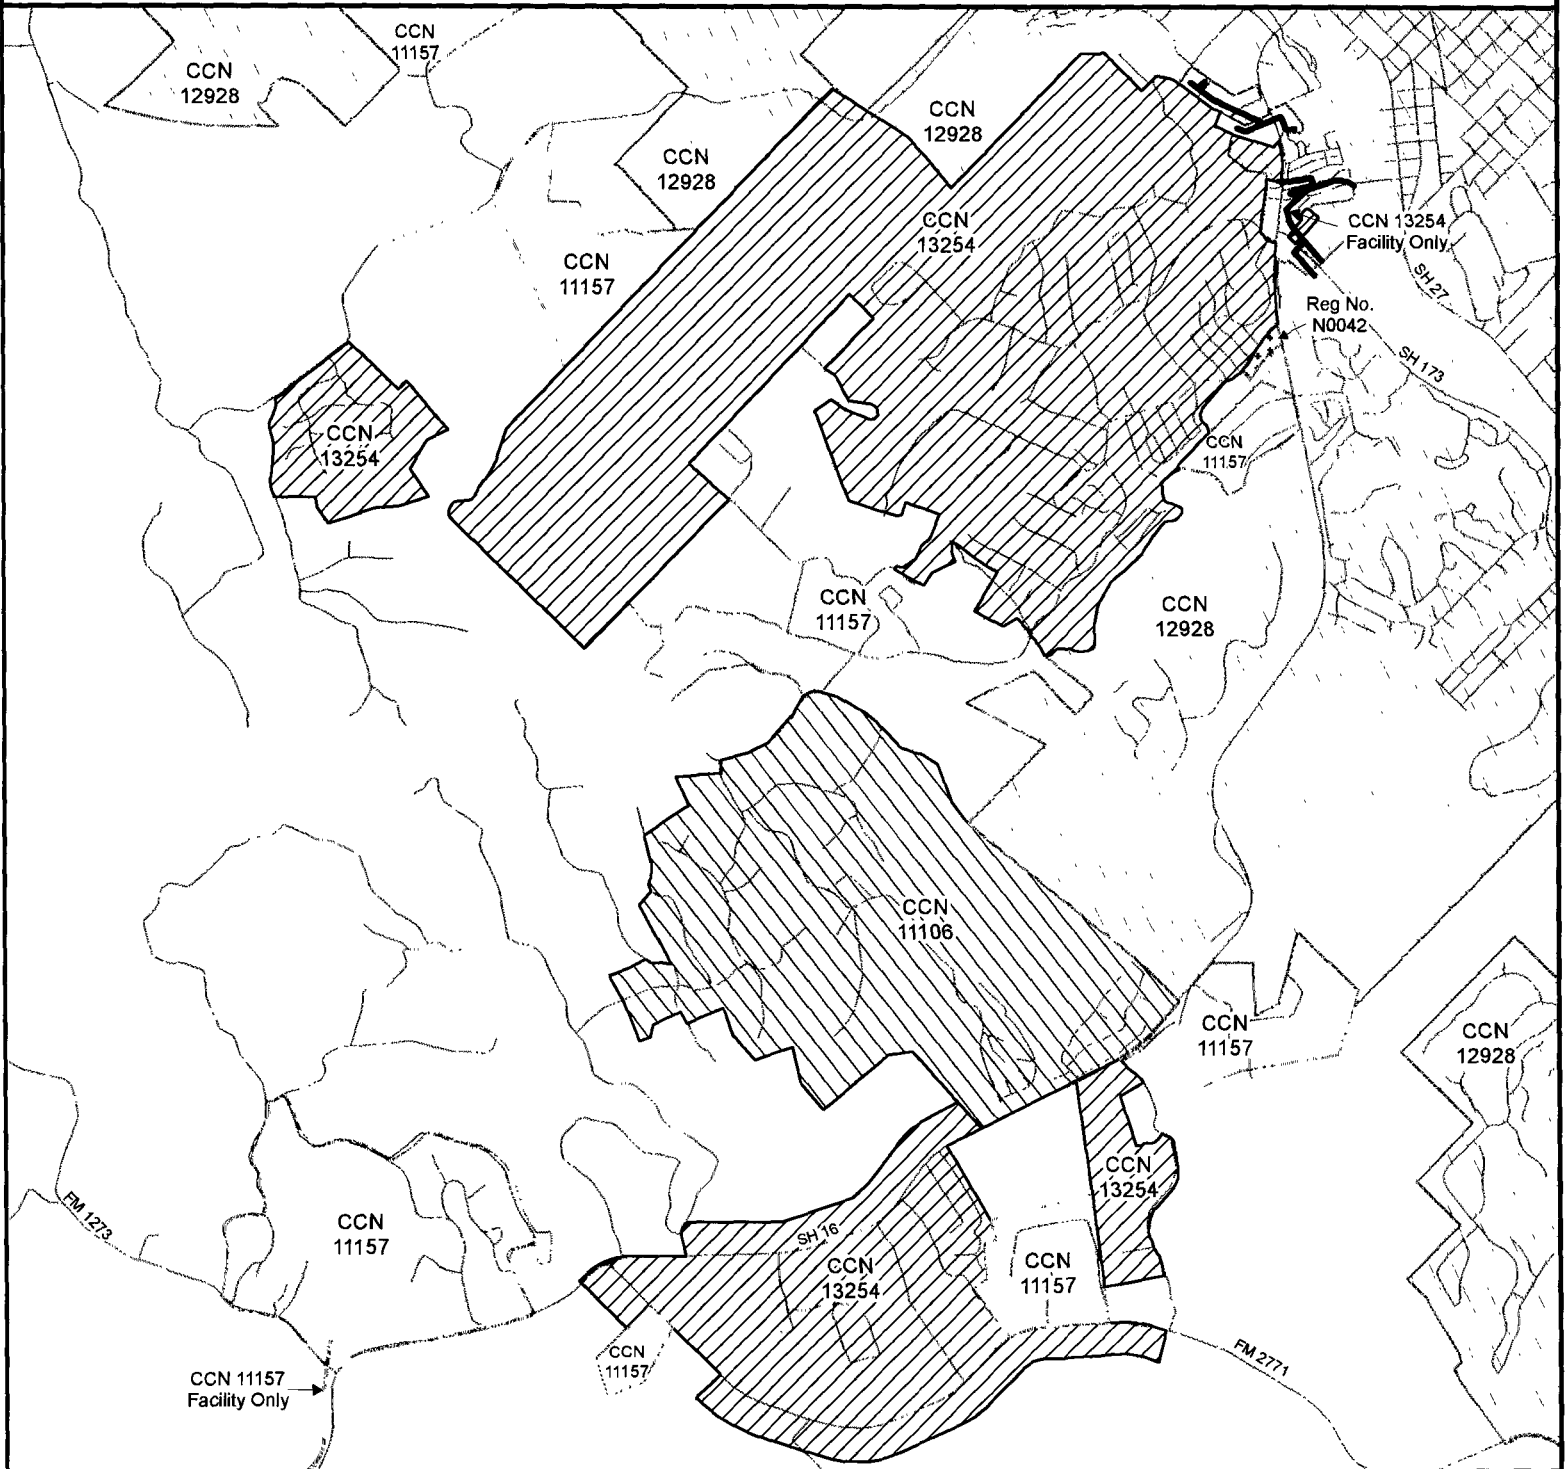 CCN
11157
CCN
12928
CCN
12928
CCN
12928
CCN
13254
CCN 13254
Facility Only
CCN
11157
SH 27
Reg No.
N0042
SH 173
CCN
13254
CCN
11157
CCN
11157
CCN
12928
CCN
11106
CCN
11157
CCN
12928
CCN
13254
FM 1273
CCN
11157
SH 16
CCN
13254
CCN
11157
CCN
11157
FM 2771
CCN 11157
Facility Only